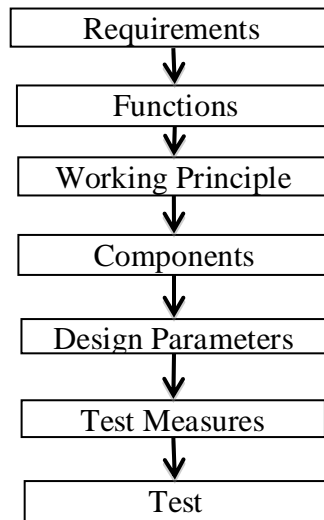 Requirements
Functions
Working Principle
Components
Design Parameters
Test Measures
Test